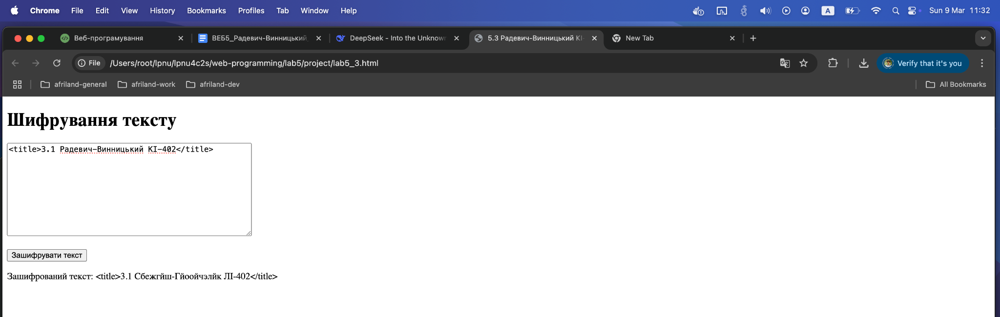 Chrome File Edit View History Bookmarks Profiles Tab Window Help A Sun 9 Mar 11:32
Веб-програмування ВЕБ5_Радевич-Винницький DeepSeek - Into the Unknown 5.3 Радевич-Винницький КІ- New Tab
File /Users/root/lpnu/lpnu4c2s/web-programming/lab5/project/lab5_3.html Verify that it's you
afriland-general afriland-work afriland-dev All Bookmarks
Шифрування тексту
<title>3.1 Радевич-Винницький КІ-402</title>
Зашифрувати текст
Зашифрований текст: <title>3.1 Сбежгйш-Гйоойчэлйк ЛІ-402</title>